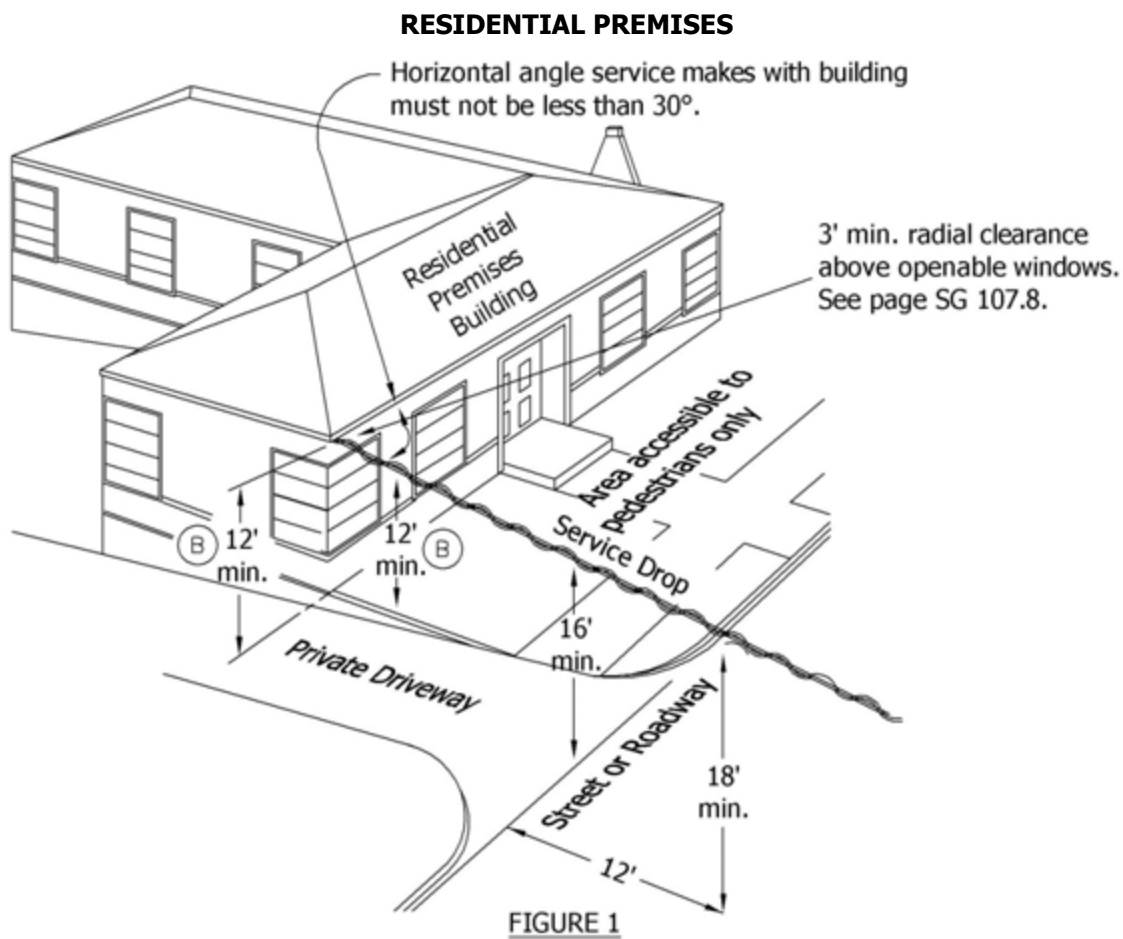 RESIDENTIAL PREMISES
Horizontal angle service makes with building
must not be less than 30°.
3' min. radial clearance
above openable windows.
See page SG 107.8.
Residential
Premises
Building
Area accessible to
pedestrians only
Service Drop
B
12'
min.
12'
min.
B
16'
min.
Private Driveway
Street or Roadway
18'
min.
12'
FIGURE 1